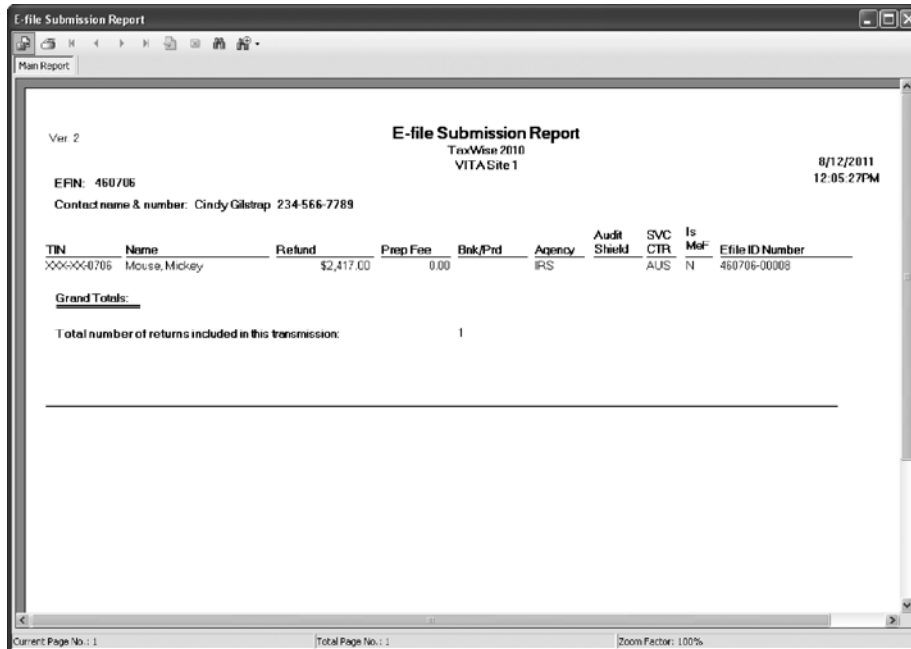 E-file Submission Report
Main Report
Ver. 2
E-file Submission Report
TaxWise 2010
VITA Site 1
8/12/2011
12:05:27PM
EFIN: 460706
Contact name & number: Cindy Gilstrap 234-566-7789
TIN Name Refund Prep Fee Bnk/Prd Agency Audit Shield SVC CTR Is MeF Efile ID Number
XXX-XX-0706 Mouse, Mickey $2,417.00 0.00 IRS AUS N 460706-00008
Grand Totals:
Total number of returns included in this transmission: 1
Current Page No.: 1 Total Page No.: 1 Zoom Factor: 100%